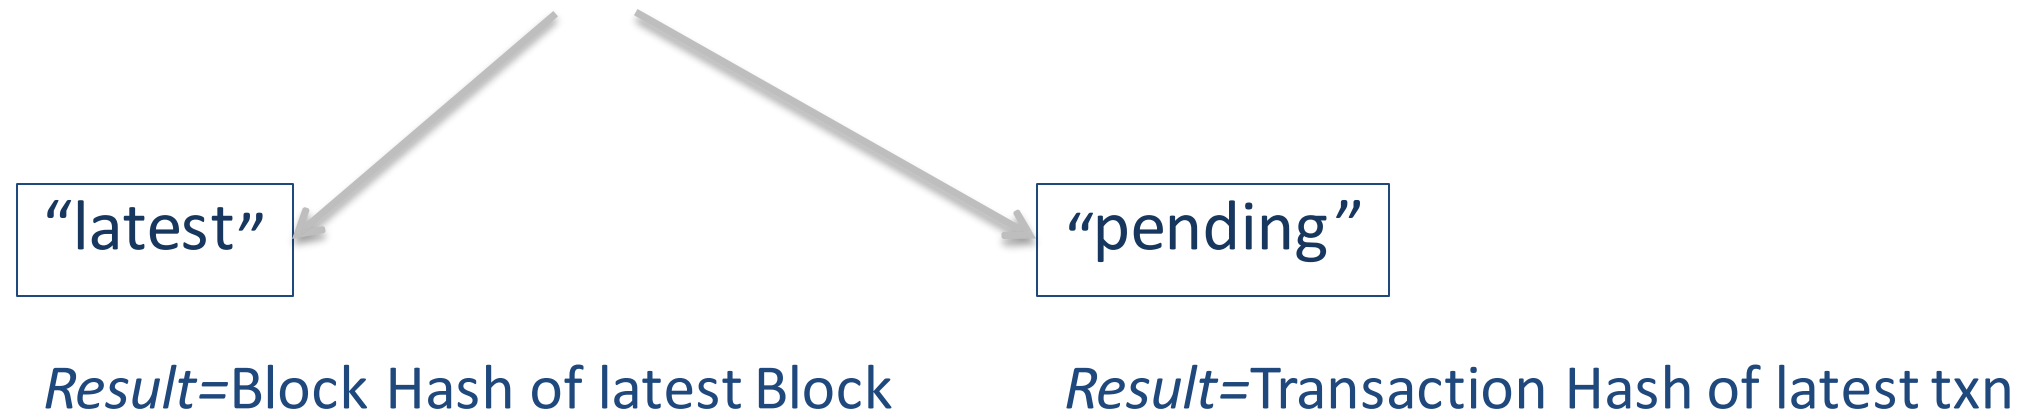 “latest”
“pending”
Result=Block Hash of latest Block
Result=Transaction Hash of latest txn